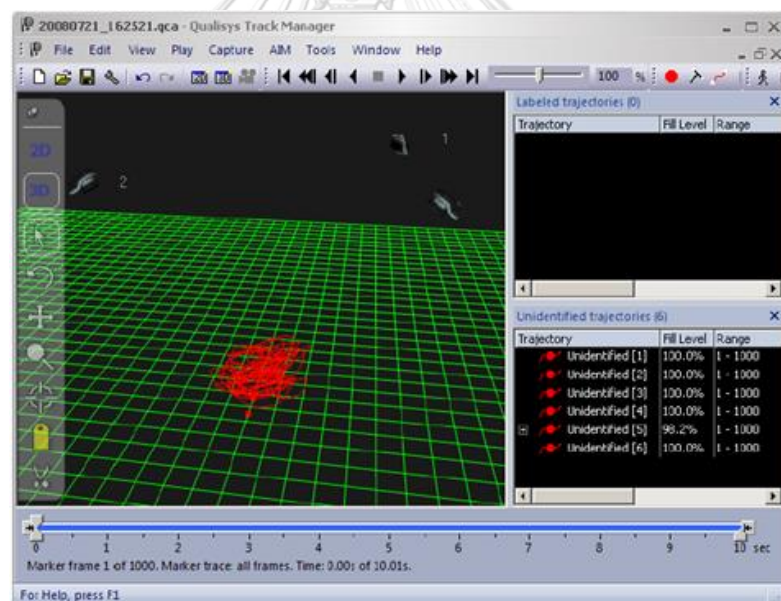 20080721_162521.qca - Qualisys Track Manager
File Edit View Play Capture AIM Tools Window Help
100 %
Labeled trajectories (0)
Trajectory Fill Level Range
2D
3D
1
2
Unidentified trajectories (6)
Trajectory Fill Level Range
Unidentified [1] 100.0% 1 - 1000
Unidentified [2] 100.0% 1 - 1000
Unidentified [3] 100.0% 1 - 1000
Unidentified [4] 100.0% 1 - 1000
Unidentified [5] 98.2% 1 - 1000
Unidentified [6] 100.0% 1 - 1000
0 1 2 3 4 5 6 7 8 9 10 sec
Marker frame 1 of 1000. Marker trace: all frames. Time: 0.00s of 10.01s.
For Help, press F1